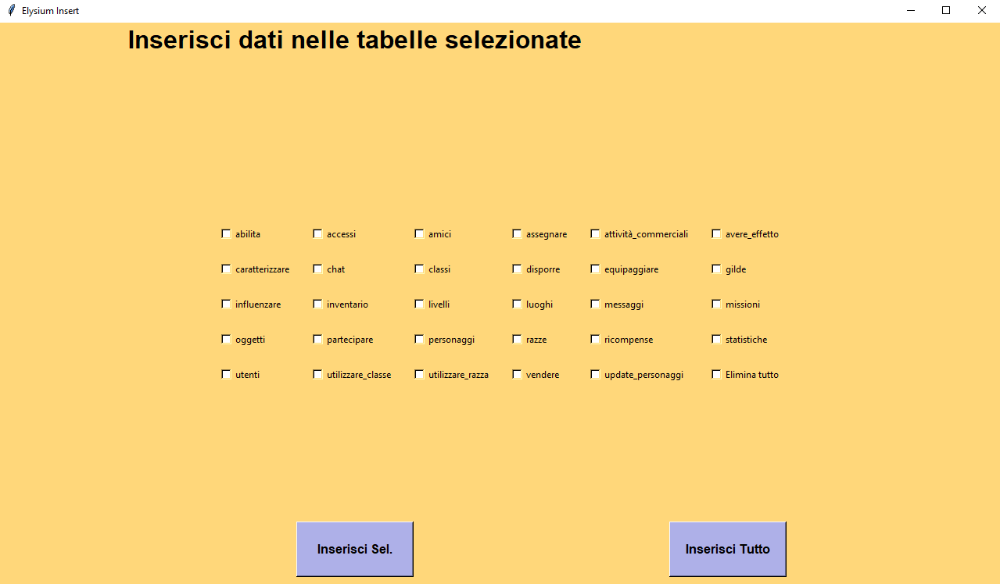 Elysium Insert
Inserisci dati nelle tabelle selezionate
abilita accessi amici assegnare attività_commerciali avere_effetto
caratterizzare chat classi disporre equipaggiare gilde
influenzare inventario livelli luoghi messaggi missioni
oggetti partecipare personaggi razze ricompense statistiche
utenti utilizzare_classe utilizzare_razza vendere update_personaggi Elimina tutto
Inserisci Sel. Inserisci Tutto